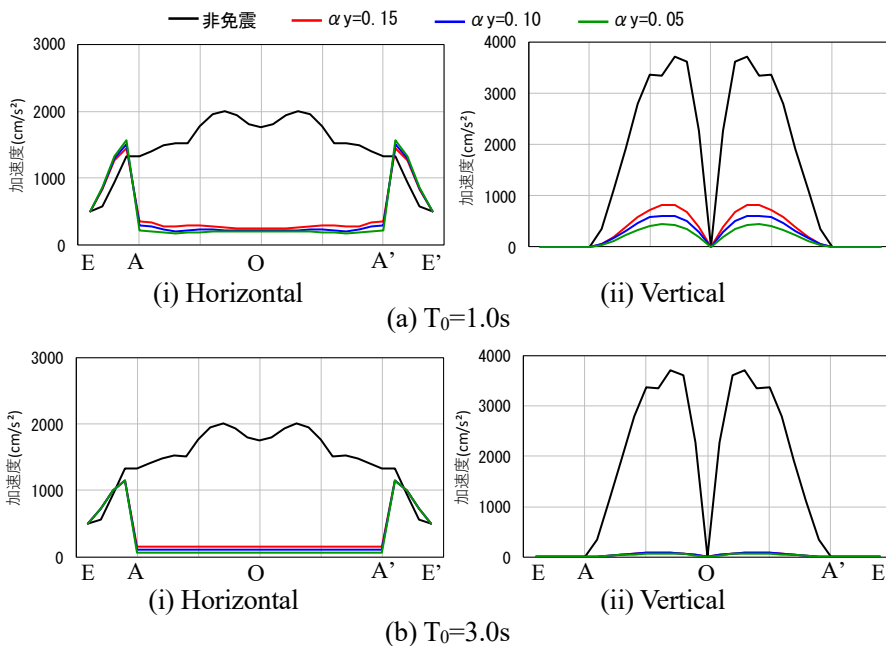 非免震 αy=0.15 αy=0.10 αy=0.05
3000
2000
1000
0
加速度(cm/s²)
E A O A’ E’
(i) Horizontal
4000
3000
2000
1000
0
加速度(cm/s²)
(ii) Vertical
(a) T₀=1.0s
3000
2000
1000
0
加速度(cm/s²)
E A O A’ E’
(i) Horizontal
4000
3000
2000
1000
0
加速度(cm/s²)
E A O A’ E
(ii) Vertical
(b) T₀=3.0s